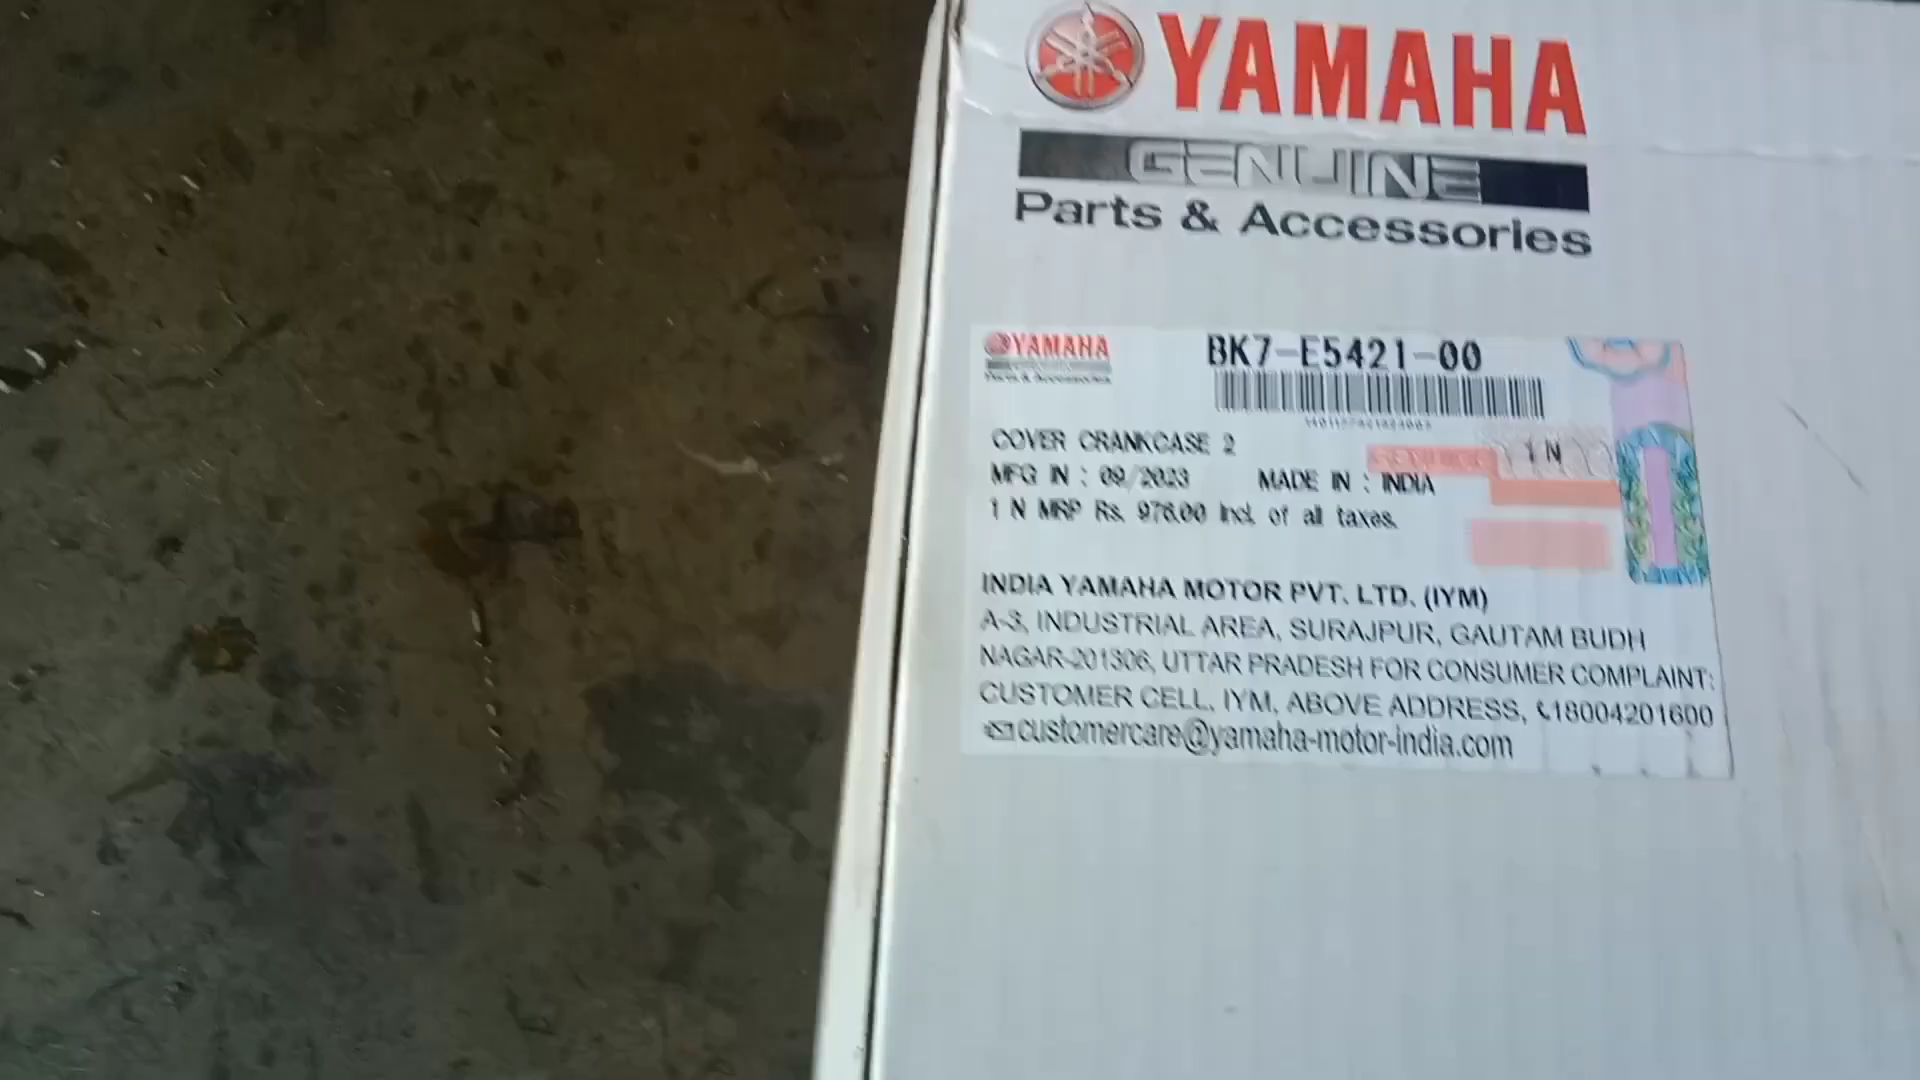 YAMAHA
GENUINE
Parts & Accessories
YAMAHA
BK7-E5421-00
Parts & Accessories
COVER CRANKCASE 2
1 N
MFG IN : 09/2023 MADE IN : INDIA
1 N MRP Rs. 976.00 Incl. of all taxes.
INDIA YAMAHA MOTOR PVT. LTD. (IYM)
A-3, INDUSTRIAL AREA, SURAJPUR, GAUTAM BUDH
NAGAR-201306, UTTAR PRADESH FOR CONSUMER COMPLAINT:
CUSTOMER CELL, IYM, ABOVE ADDRESS, 18004201600
customercare@yamaha-motor-india.com